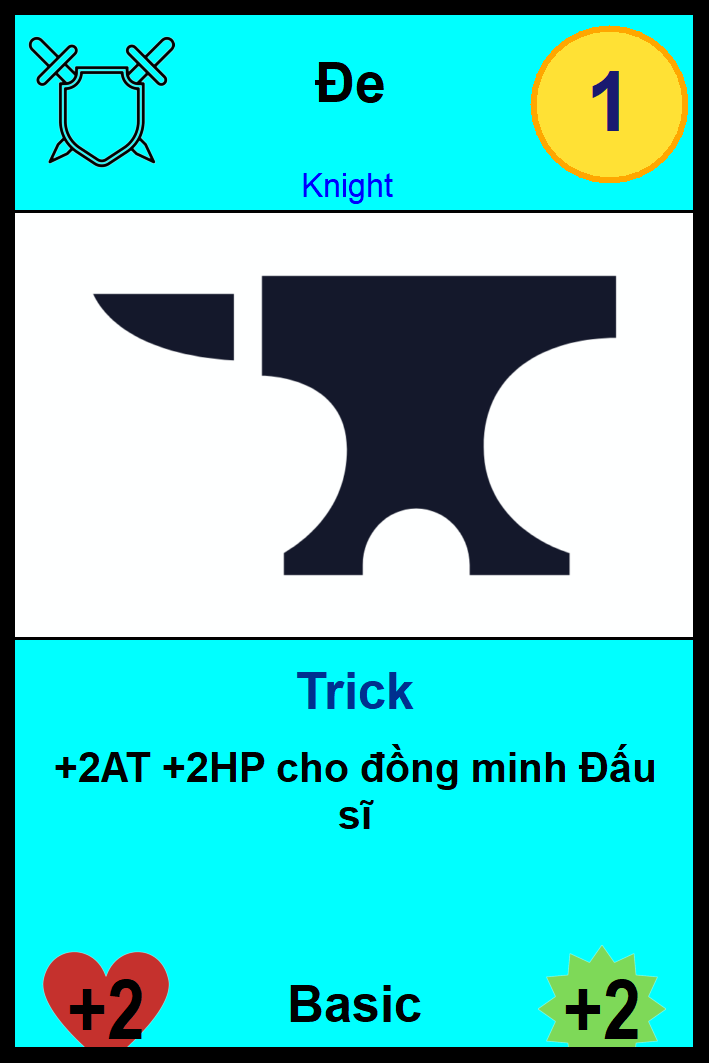 Đe
1
Knight
Trick
+2AT +2HP cho đồng minh Đấu
sĩ
+2
Basic
+2